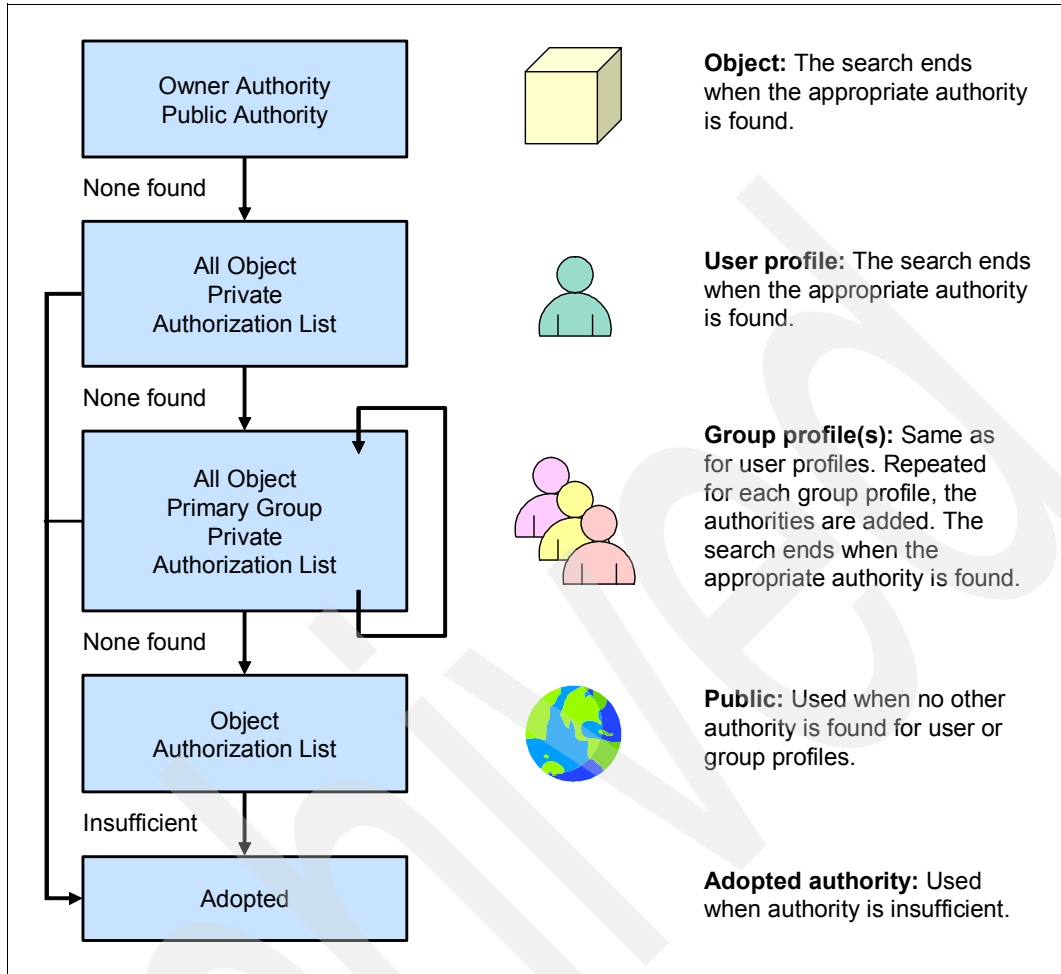 Owner Authority
Public Authority
Object: The search ends
when the appropriate authority
is found.
None found
All Object
Private
Authorization List
User profile: The search ends
when the appropriate authority
is found.
None found
All Object
Primary Group
Private
Authorization List
Group profile(s): Same as
for user profiles. Repeated
for each group profile, the
authorities are added. The
search ends when the
appropriate authority is found.
None found
Object
Authorization List
Public: Used when no other
authority is found for user or
group profiles.
Insufficient
Adopted
Adopted authority: Used
when authority is insufficient.
hived